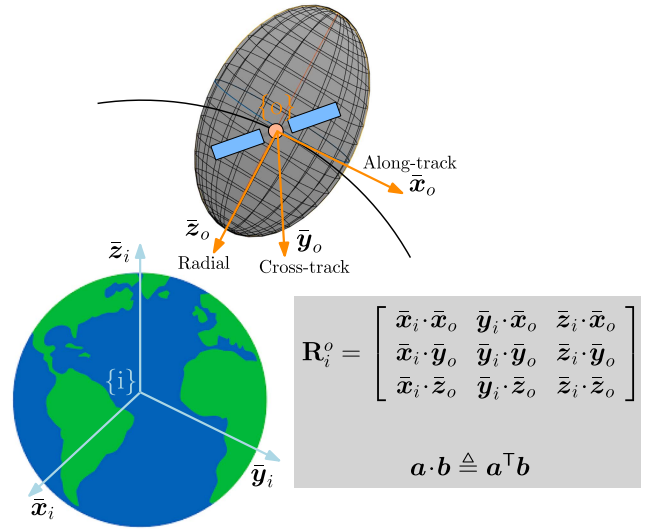 {o}
Along-track
x̄ₒ
z̄ₒ
ȳₒ
Radial
Cross-track
z̄ᵢ
{i}
ȳᵢ
x̄ᵢ
Rᵢᵒ = [ x̄ᵢ·x̄ₒ ȳᵢ·x̄ₒ z̄ᵢ·x̄ₒ
x̄ᵢ·ȳₒ ȳᵢ·ȳₒ z̄ᵢ·ȳₒ
x̄ᵢ·z̄ₒ ȳᵢ·z̄ₒ z̄ᵢ·z̄ₒ ]
a·b ≜ aᵀb